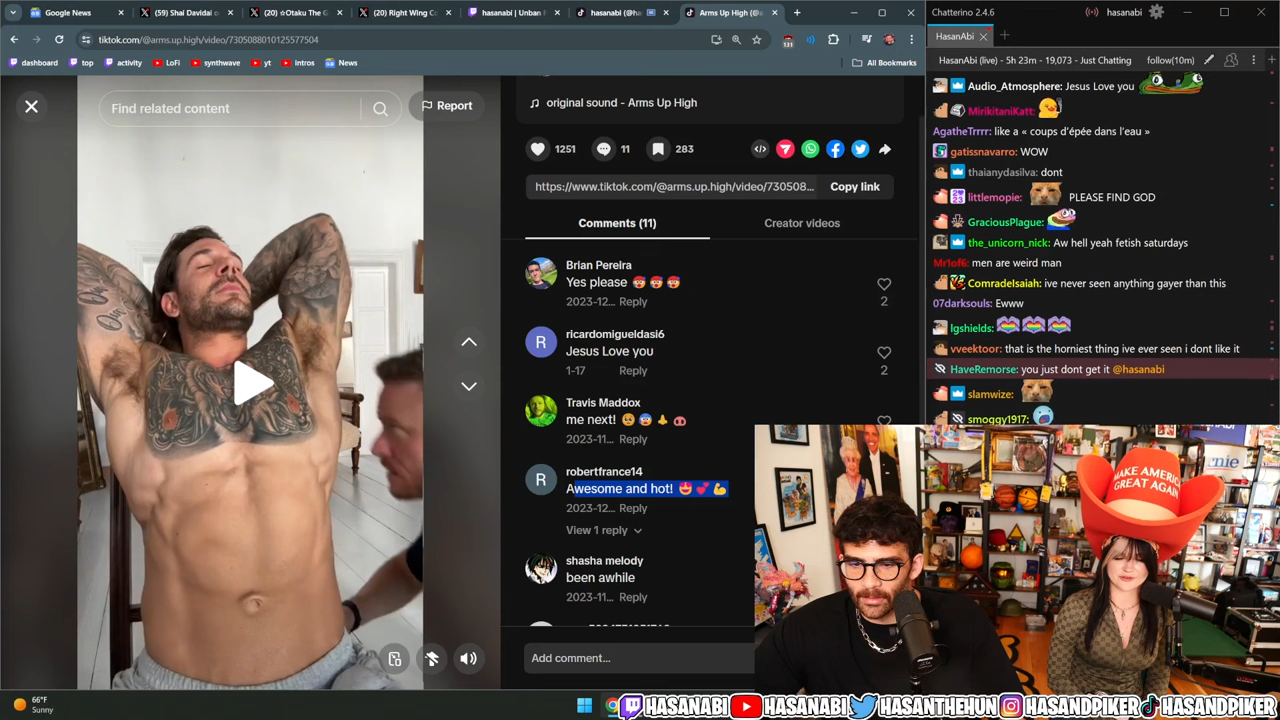 Google News
(59) Shai Davidai c
(20) ☆Otaku The G
(20) Right Wing C
hasanabi | Unban F
hasanabi (@ha
Arms Up High (@
tiktok.com/@arms.up.high/video/7305088010125577504
131
dashboard
top
activity
LoFi
synthwave
yt
intros
News
All Bookmarks
Find related content
Report
original sound - Arms Up High
1251
11
283
https://www.tiktok.com/@arms.up.high/video/730508...
Copy link
Comments (11)
Creator videos
Brian Pereira
Yes please
2023-12... Reply
2
ricardomigueldasi6
Jesus Love you
1-17 Reply
2
Travis Maddox
me next!
2023-11... Reply
robertfrance14
Awesome and hot! 🤩 💕 💪
2023-12... Reply
View 1 reply
shasha melody
been awhile
2023-11... Reply
Add comment...
Chatterino 2.4.6
hasanabi
HasanAbi
HasanAbi (live) - 5h 23m - 19,073 - Just Chatting
follow(10m)
Audio_Atmosphere: Jesus Love you
MirikitaniKatt:
AgatheTrrrr: like a « coups d'épée dans l'eau »
gatissnavarro: WOW
thaianydasilva: dont
littlemopie: PLEASE FIND GOD
GraciousPlague:
the_unicorn_nick: Aw hell yeah fetish saturdays
Mr1of6: men are weird man
ComradeIsaiah: ive never seen anything gayer than this
07darksouls: Ewww
lgshields:
vveektoor: that is the horniest thing ive ever seen i dont like it
HaveRemorse: you just dont get it @hasanabi
slamwize:
smoggy1917:
MAKE AMERICA
GREAT AGAIN
66°F
Sunny
HASANABI
HASANABI
HASANTHEHUN
HASANDPIKER
HASANDPIKER